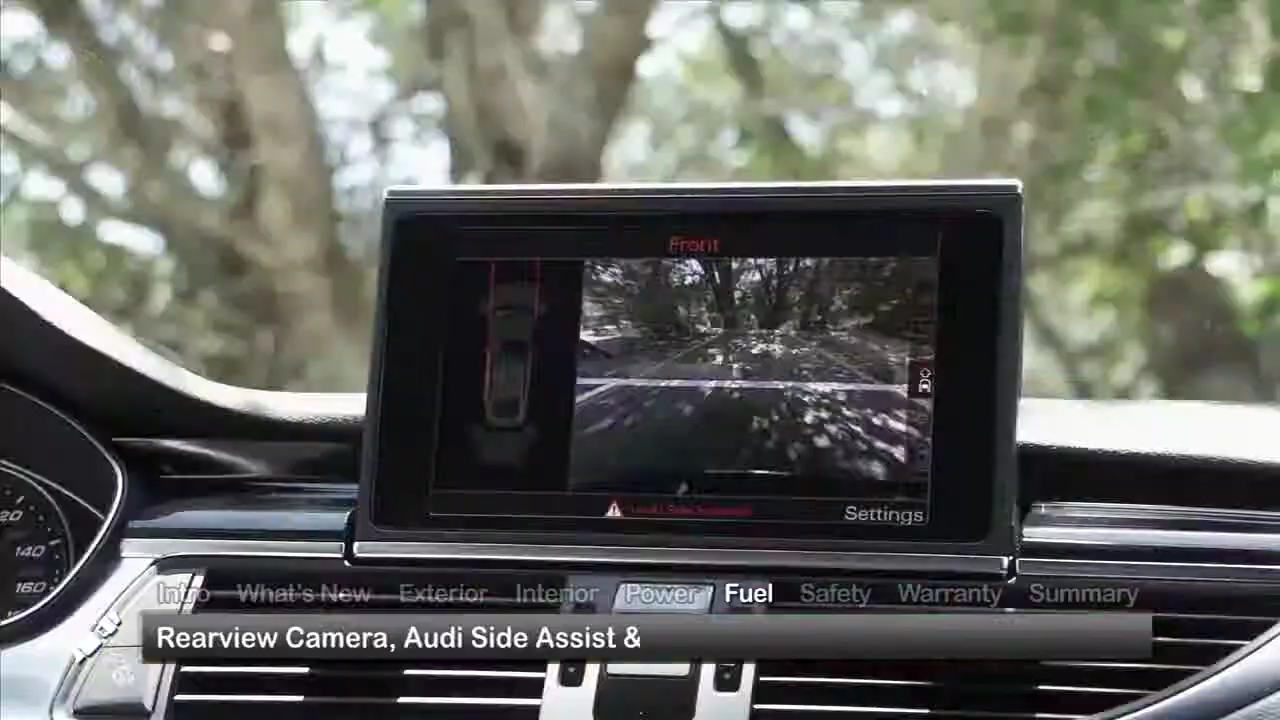 Front
Settings
20
140
160
Intro What's New Exterior Interior Power Fuel Safety Warranty Summary
Rearview Camera, Audi Side Assist &